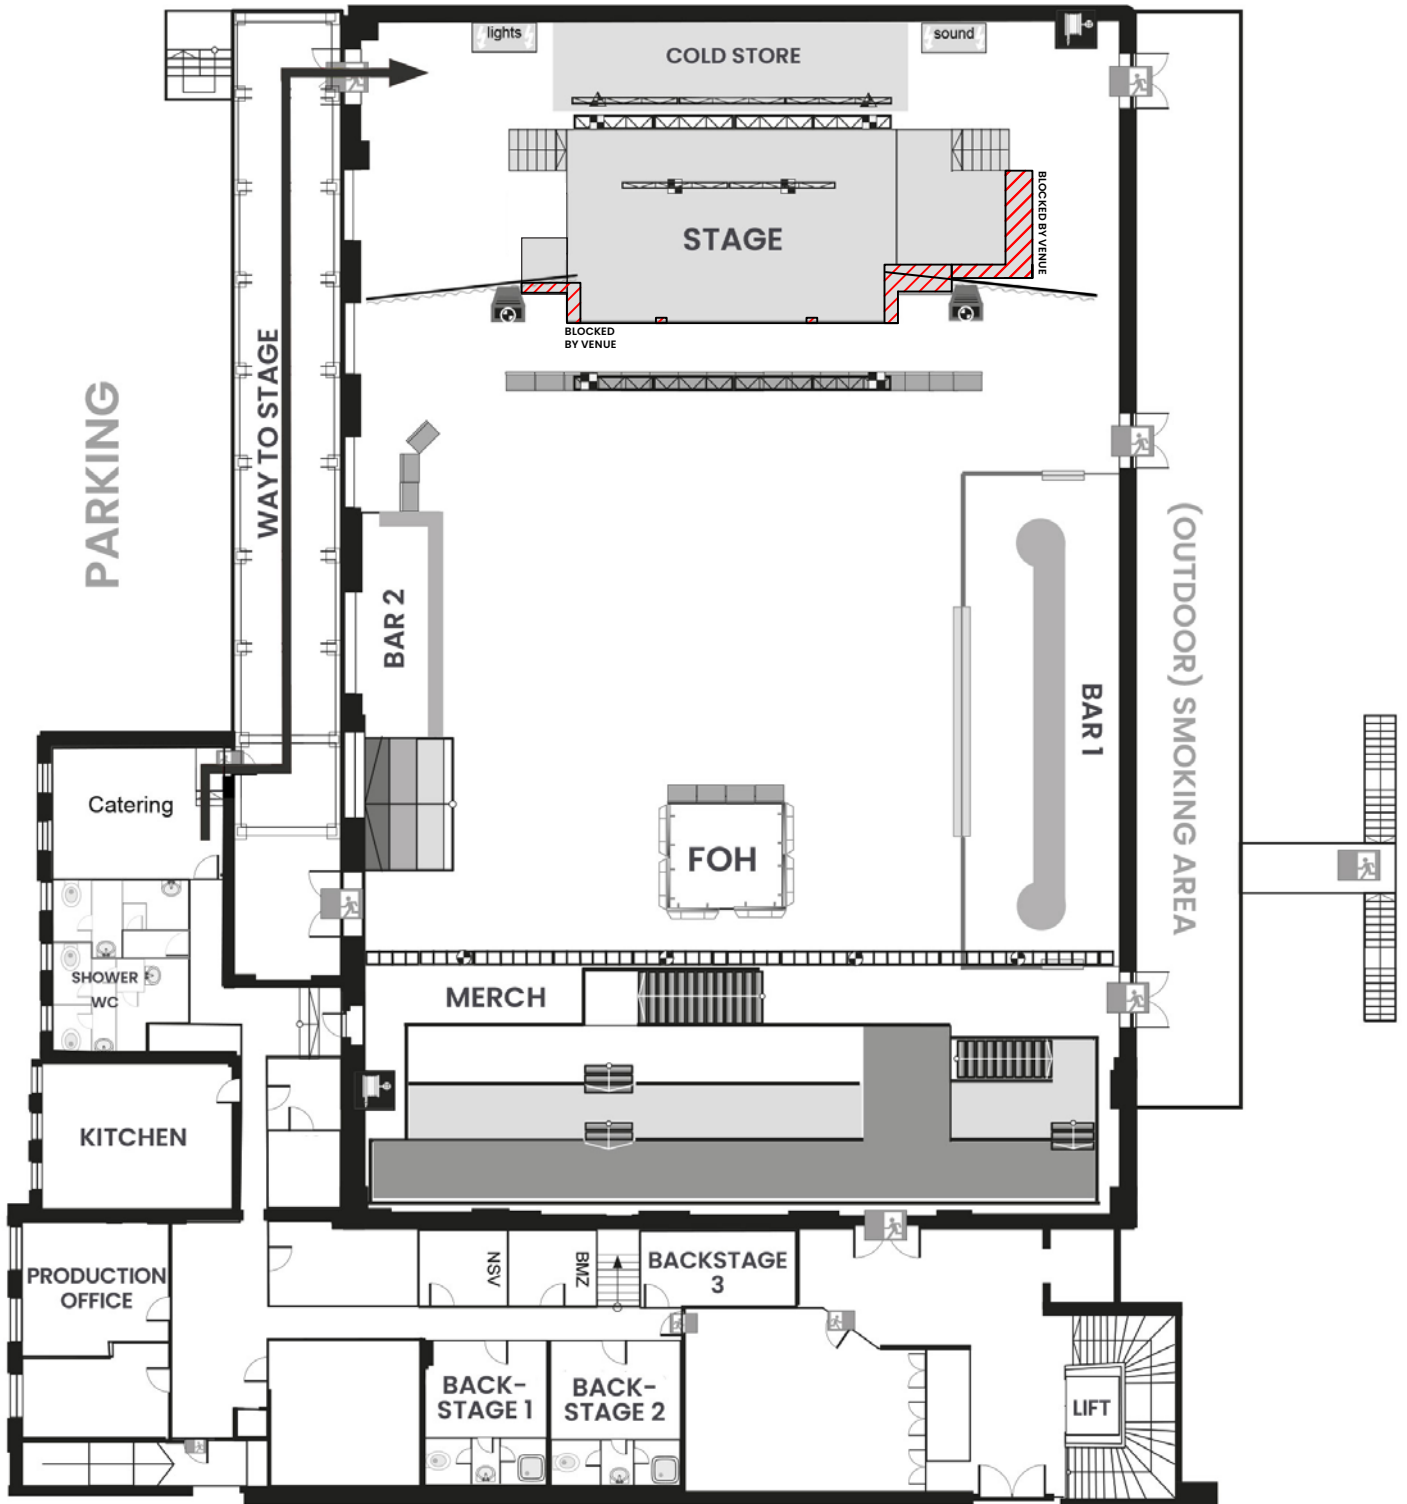 lights
COLD STORE
sound
STAGE
BLOCKED BY VENUE
BLOCKED
BY VENUE
WAY TO STAGE
PARKING
BAR 2
BAR 1
(OUTDOOR) SMOKING AREA
Catering
FOH
SHOWER
WC
MERCH
KITCHEN
PRODUCTION
OFFICE
NSV
BMZ
BACKSTAGE
3
BACK-
STAGE 1
BACK-
STAGE 2
LIFT